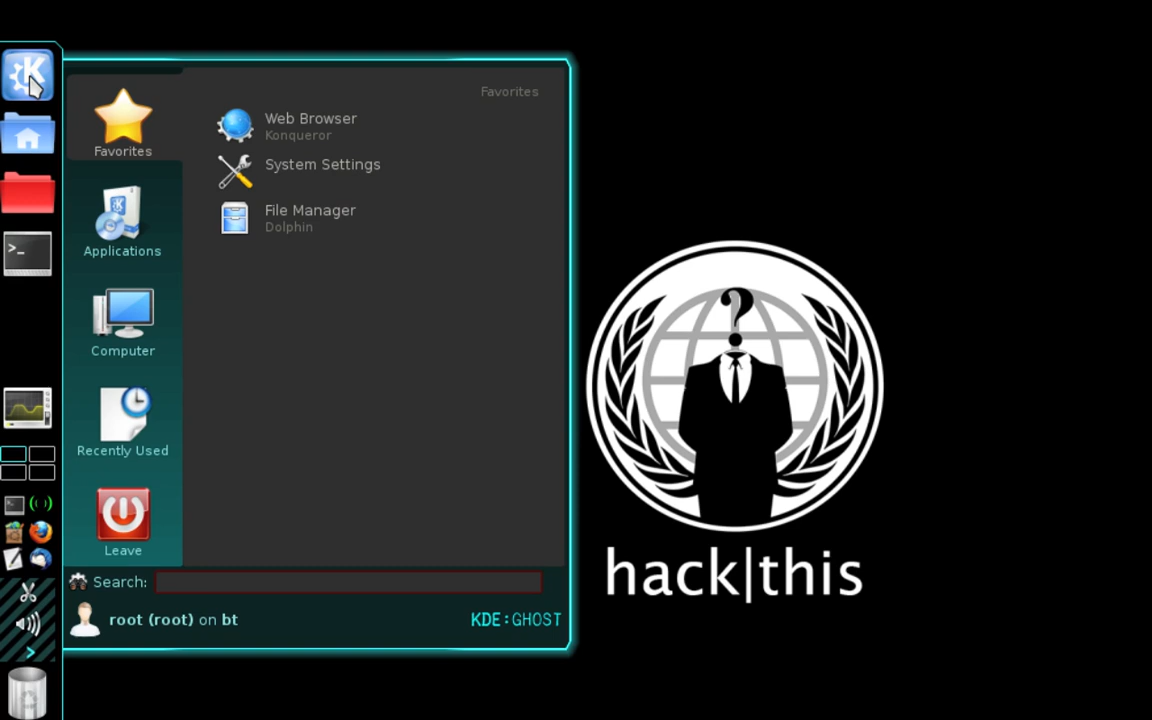 Favorites
Web Browser
Konqueror
System Settings
File Manager
Dolphin
Favorites
Applications
Computer
Recently Used
Leave
Search:
root (root) on bt
KDE:GHOST
?
hack|this
>_